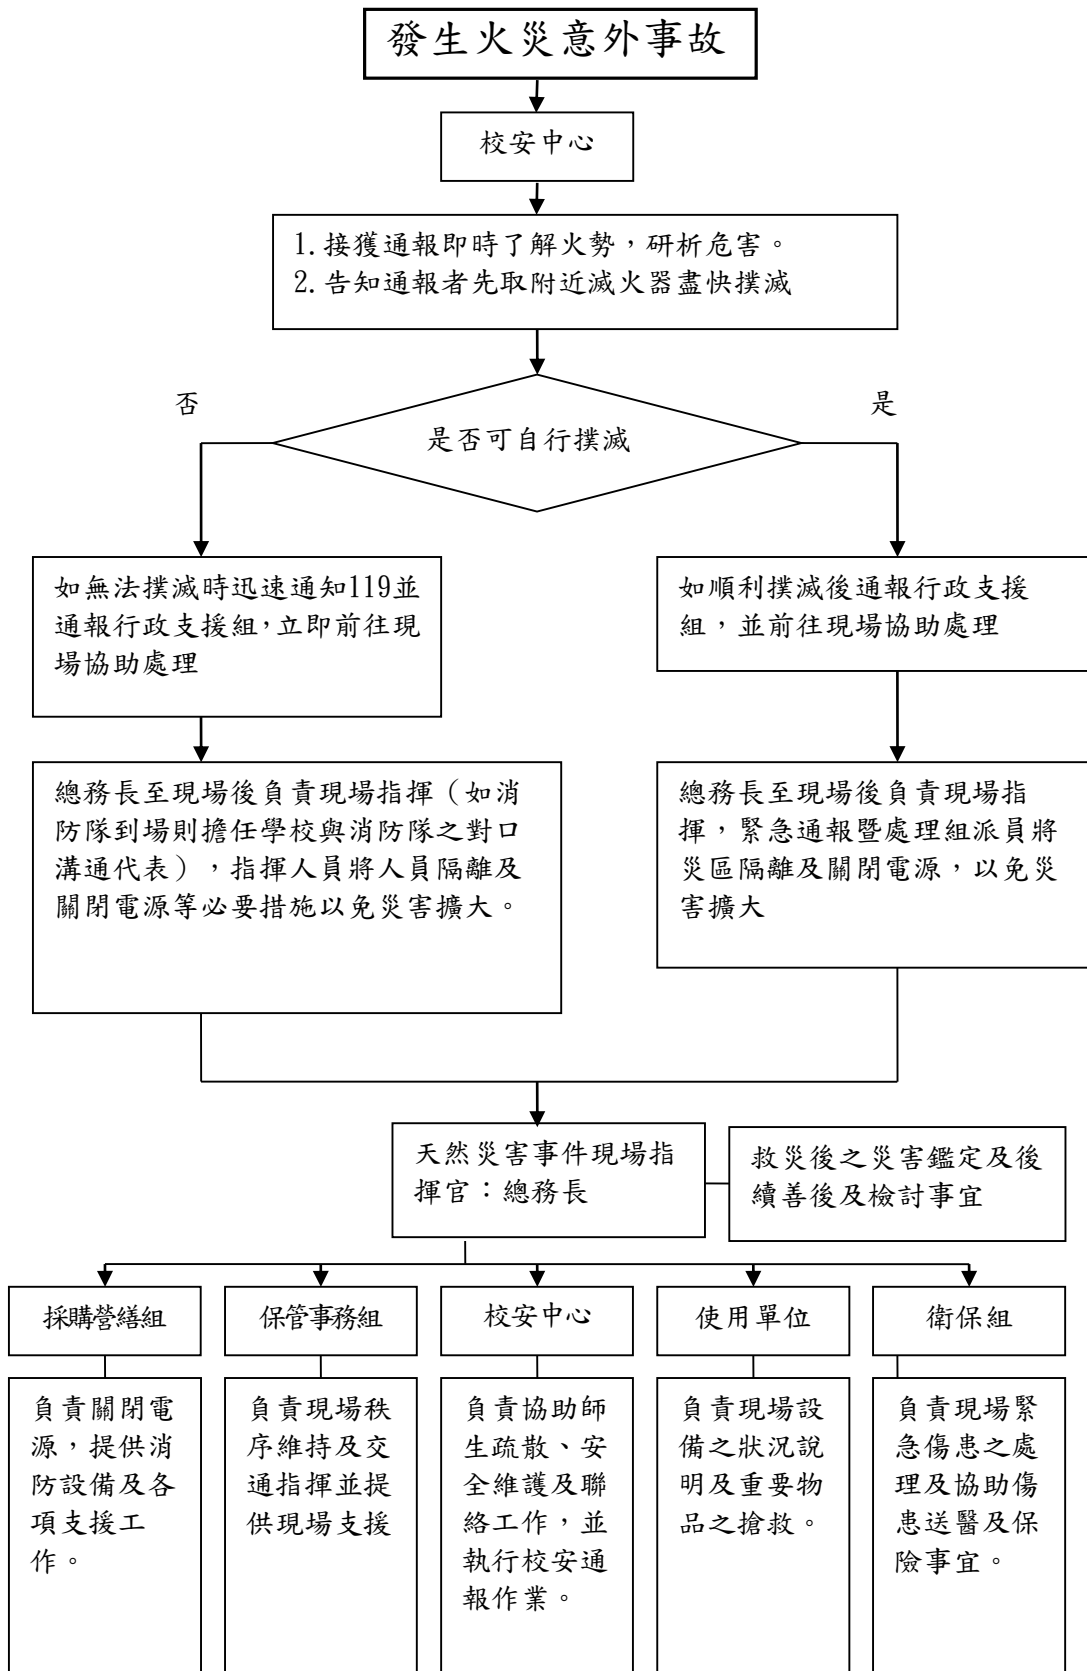 發生火災意外事故
校安中心
1.接獲通報即時了解火勢，研析危害。
2.告知通報者先取附近滅火器盡快撲滅
否
是
是否可自行撲滅
如無法撲滅時迅速通知119並
通報行政支援組，立即前往現
場協助處理
如順利撲滅後通報行政支援
組，並前往現場協助處理
總務長至現場後負責現場指揮（如消
防隊到場則擔任學校與消防隊之對口
溝通代表），指揮人員將人員隔離及
關閉電源等必要措施以免災害擴大。
總務長至現場後負責現場指
揮，緊急通報暨處理組派員將
災區隔離及關閉電源，以免災
害擴大
天然災害事件現場指
揮官：總務長
救災後之災害鑑定及後
續善後及檢討事宜
採購營繕組
保管事務組
校安中心
使用單位
衛保組
負責關閉電
源，提供消
防設備及各
項支援工
作。
負責現場秩
序維持及交
通指揮並提
供現場支援
負責協助師
生疏散、安
全維護及聯
絡工作，並
執行校安通
報作業。
負責現場設
備之狀況說
明及重要物
品之搶救。
負責現場緊
急傷患之處
理及協助傷
患送醫及保
險事宜。